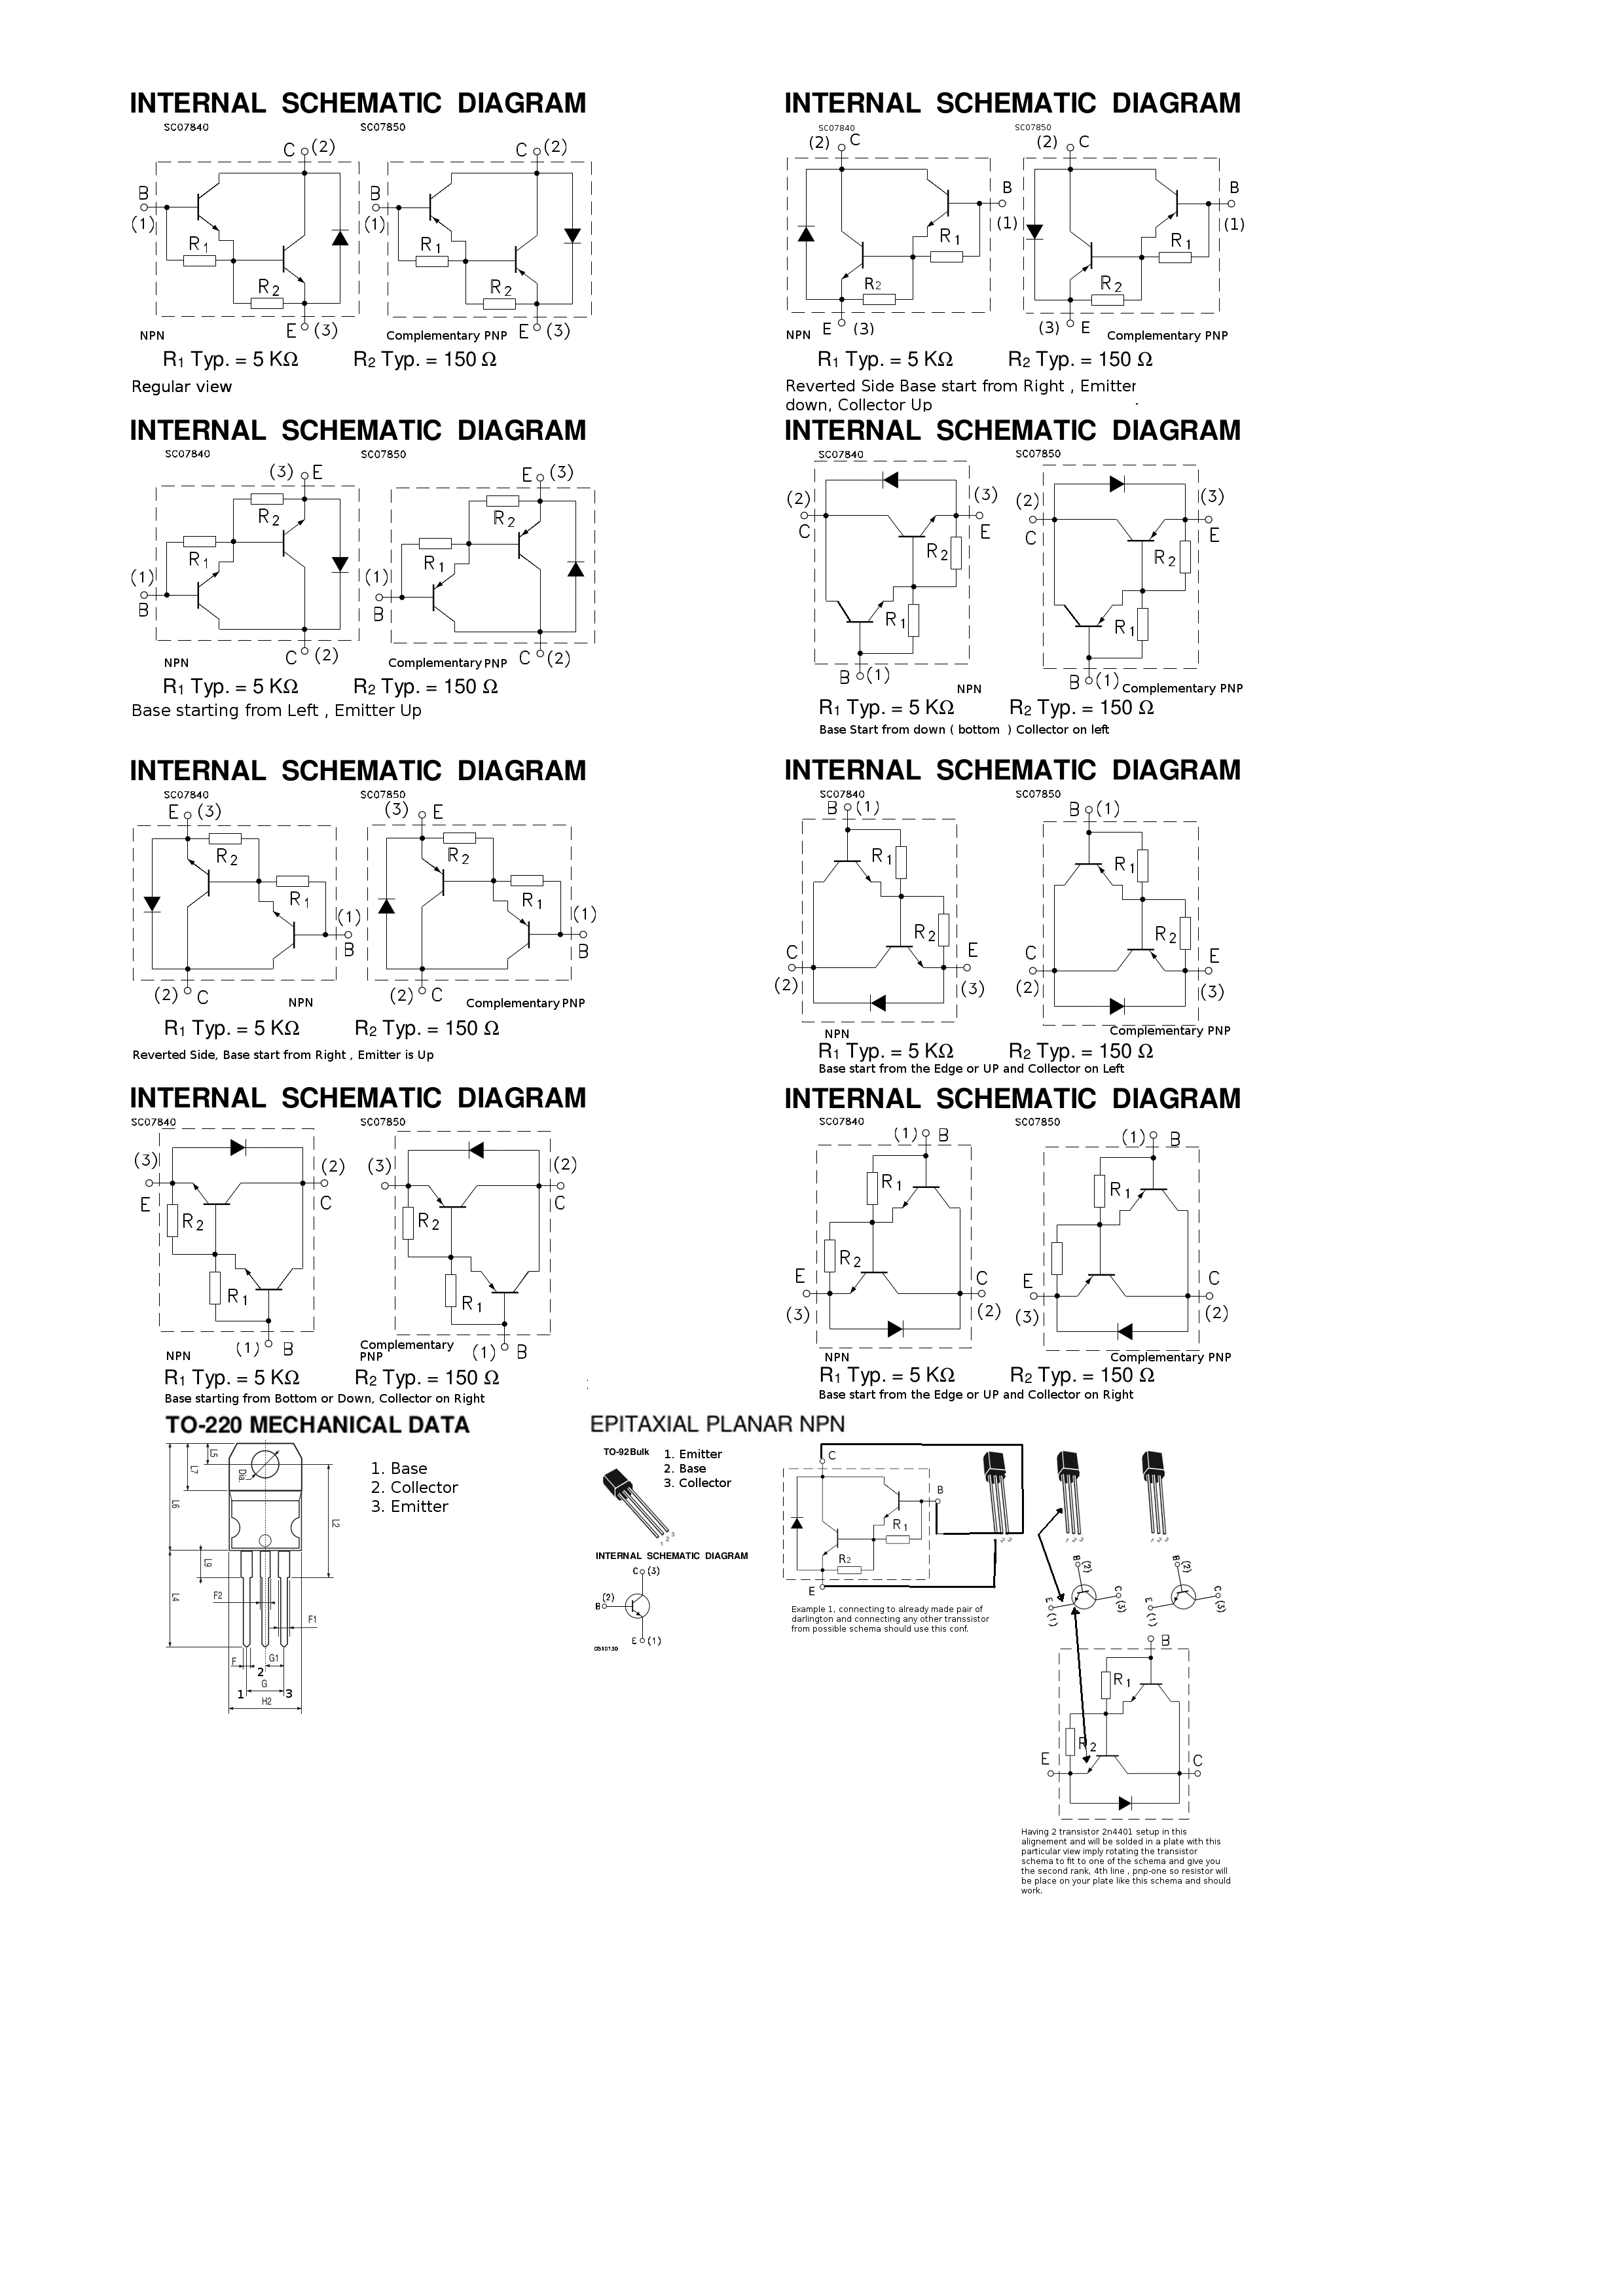 INTERNAL SCHEMATIC DIAGRAM
SC07840 SC07850
C (2) C (2)
B B
(1) (1)
R1 R1
R2 R2
E (3) E (3)
NPN Complementary PNP
R1 Typ. = 5 KΩ R2 Typ. = 150 Ω
Regular view
INTERNAL SCHEMATIC DIAGRAM
SC07840 SC07850
(2) C (2) C
B B
(1) (1)
R1 R1
R2 R2
NPN E (3) (3) E Complementary PNP
R1 Typ. = 5 KΩ R2 Typ. = 150 Ω
Reverted Side Base start from Right , Emitter
down, Collector Up
INTERNAL SCHEMATIC DIAGRAM
SC07840 SC07850
(3) E E (3)
R2 R2
R1 R1
(1) (1)
B B
C (2) C (2)
NPN Complementary PNP
R1 Typ. = 5 KΩ R2 Typ. = 150 Ω
Base starting from Left , Emitter Up
INTERNAL SCHEMATIC DIAGRAM
SC07840 SC07850
(2) (3) (2) (3)
C E C E
R2 R2
R1 R1
B (1) B (1)
NPN Complementary PNP
R1 Typ. = 5 KΩ R2 Typ. = 150 Ω
Base Start from down ( bottom ) Collector on left
INTERNAL SCHEMATIC DIAGRAM
SC07840 SC07850
E (3) (3) E
R2 R2
R1 R1
(1) (1)
B B
(2) C (2) C
NPN Complementary PNP
R1 Typ. = 5 KΩ R2 Typ. = 150 Ω
Reverted Side, Base start from Right , Emitter is Up
INTERNAL SCHEMATIC DIAGRAM
SC07840 SC07850
B (1) B (1)
R1 R1
R2 R2
C E C E
(2) (3) (2) (3)
NPN Complementary PNP
R1 Typ. = 5 KΩ R2 Typ. = 150 Ω
Base start from the Edge or UP and Collector on Left
INTERNAL SCHEMATIC DIAGRAM
SC07840 SC07850
(3) (2) (3) (2)
E C C
R2 R2
R1 R1
(1) B (1) B
NPN Complementary
PNP
R1 Typ. = 5 KΩ R2 Typ. = 150 Ω
Base starting from Bottom or Down, Collector on Right
INTERNAL SCHEMATIC DIAGRAM
SC07840 SC07850
(1) B (1) B
R1 R1
R2
E C E C
(3) (2) (3) (2)
NPN Complementary PNP
R1 Typ. = 5 KΩ R2 Typ. = 150 Ω
Base start from the Edge or UP and Collector on Right
TO-220 MECHANICAL DATA
1. Base
2. Collector
3. Emitter
L5
L7
Dia.
L6
L2
L9
L4
F2
F1
F
2
G1
G
1
3
H2
EPITAXIAL PLANAR NPN
TO-92Bulk
1. Emitter
2. Base
3. Collector
1 2 3
INTERNAL SCHEMATIC DIAGRAM
C (3)
(2)
B
E (1)
DS10130
C
B
R1
R2
E
Example 1, connecting to already made pair of
darlington and connecting any other transsistor
from possible schema should use this conf.
B (2) B (2)
E (1) C (3) E (1) C (3)
B
R1
R2
E C
Having 2 transistor 2n4401 setup in this
alignement and will be solded in a plate with this
particular view imply rotating the transistor
schema to fit to one of the schema and give you
the second rank, 4th line , pnp-one so resistor will
be place on your plate like this schema and should
work.